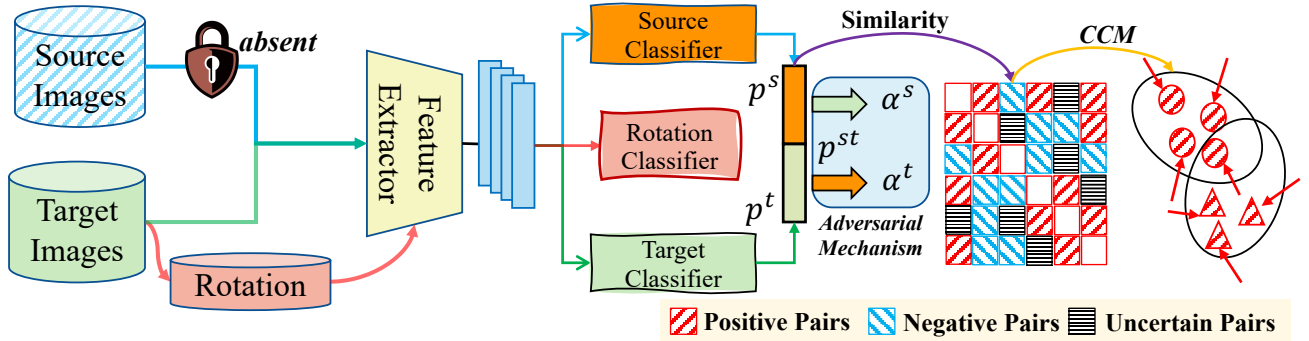 Source
Images
absent
Target
Images
Rotation
Feature
Extractor
Source
Classifier
Rotation
Classifier
Target
Classifier
p^s
p^{st}
p^t
α^s
α^t
Adversarial
Mechanism
Similarity
CCM
Positive Pairs
Negative Pairs
Uncertain Pairs